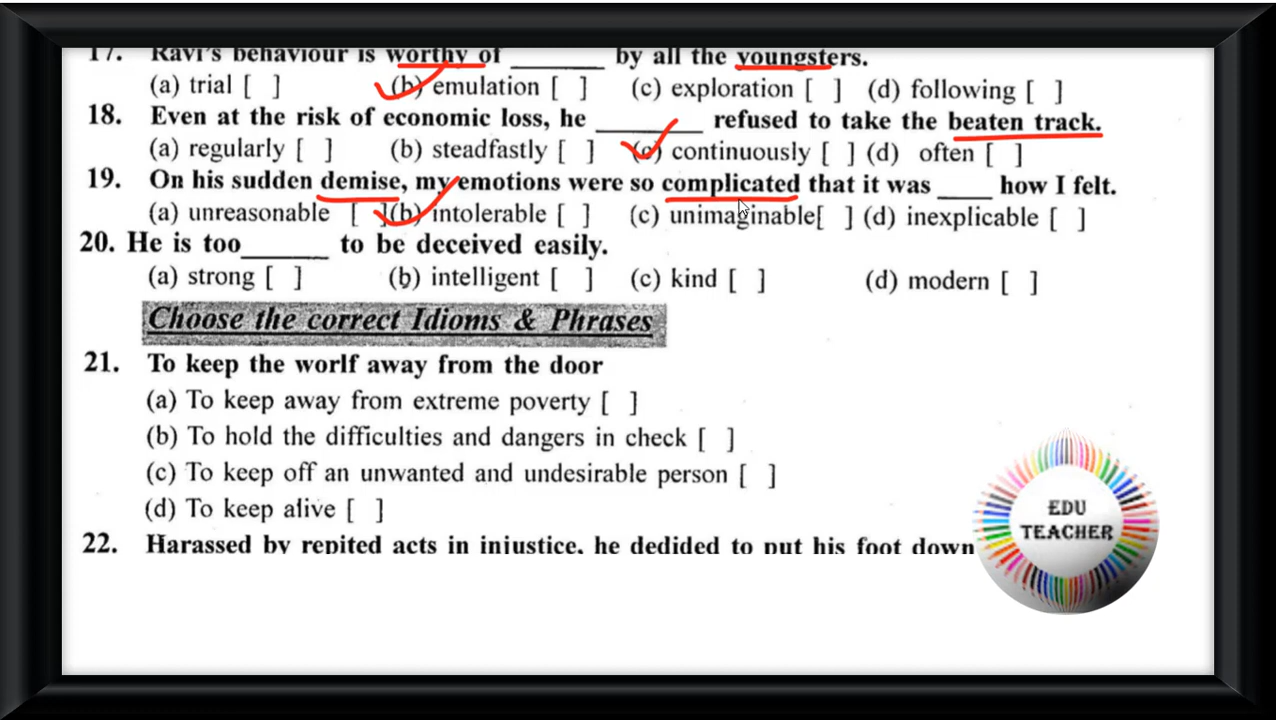 17. Ravi's behaviour is worthy of ______ by all the youngsters.
(a) trial [ ] (b) emulation [ ] (c) exploration [ ] (d) following [ ]
18. Even at the risk of economic loss, he ______ refused to take the beaten track.
(a) regularly [ ] (b) steadfastly [ ] (c) continuously [ ] (d) often [ ]
19. On his sudden demise, my emotions were so complicated that it was ____ how I felt.
(a) unreasonable [ ] (b) intolerable [ ] (c) unimaginable[ ] (d) inexplicable [ ]
20. He is too______ to be deceived easily.
(a) strong [ ] (b) intelligent [ ] (c) kind [ ] (d) modern [ ]
Choose the correct Idioms & Phrases
21. To keep the worlf away from the door
(a) To keep away from extreme poverty [ ]
(b) To hold the difficulties and dangers in check [ ]
(c) To keep off an unwanted and undesirable person [ ]
(d) To keep alive [ ]
22. Harassed by repited acts in injustice, he dedided to put his foot down
EDU
TEACHER